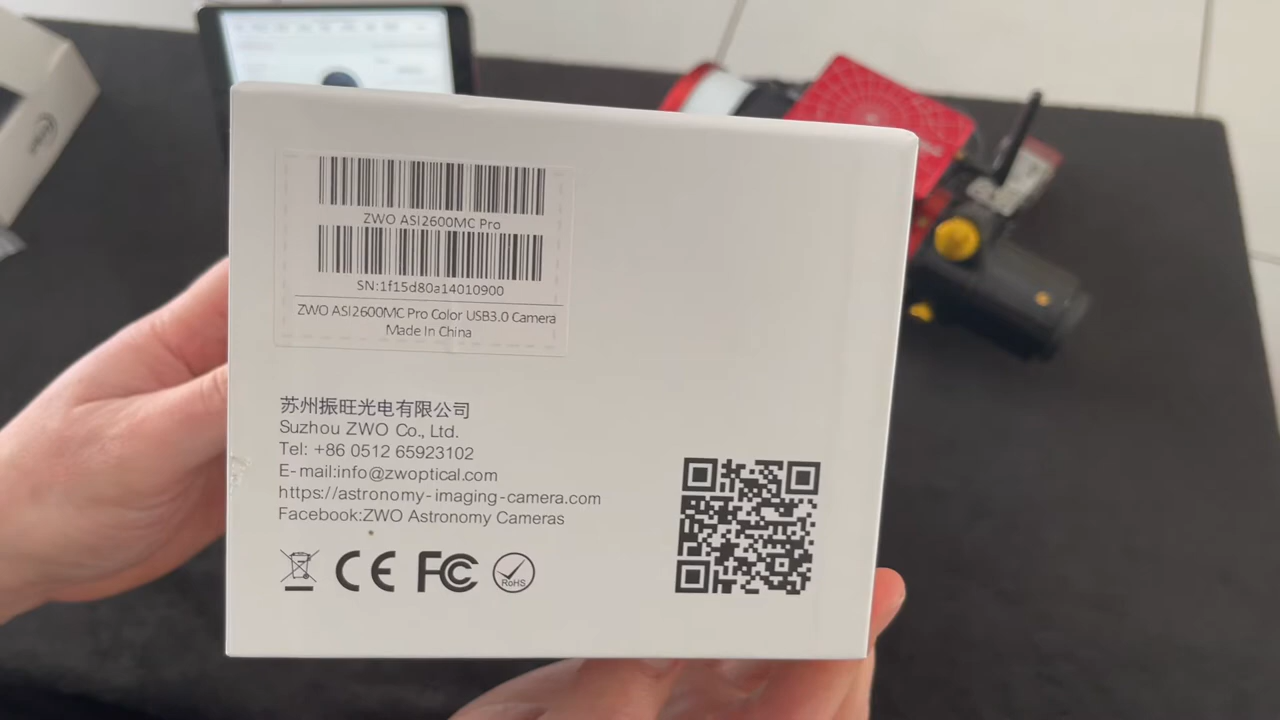 ZWO ASI2600MC Pro
SN:1f15d80a14010900
ZWO ASI2600MC Pro Color USB3.0 Camera
Made In China
苏州振旺光电有限公司
Suzhou ZWO Co., Ltd.
Tel: +86 0512 65923102
E-mail:info@zwoptical.com
https://astronomy-imaging-camera.com
Facebook:ZWO Astronomy Cameras
CE FC RoHS